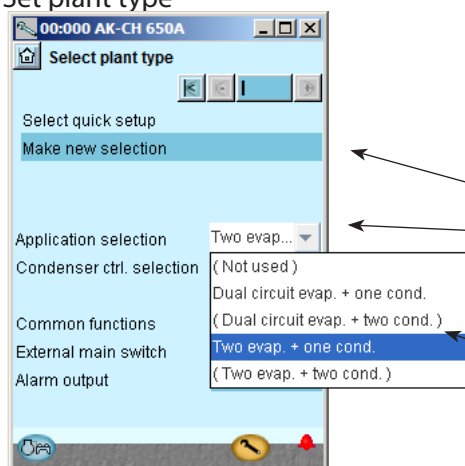 Set plant type
00:000 AK-CH 650A
Select plant type
Select quick setup
Make new selection
Application selection Two evap...
Condenser ctrl. selection
( Not used )
Dual circuit evap. + one cond.
Common functions
( Dual circuit evap. + two cond. )
External main switch
Two evap. + one cond.
Alarm output
( Two evap. + two cond. )